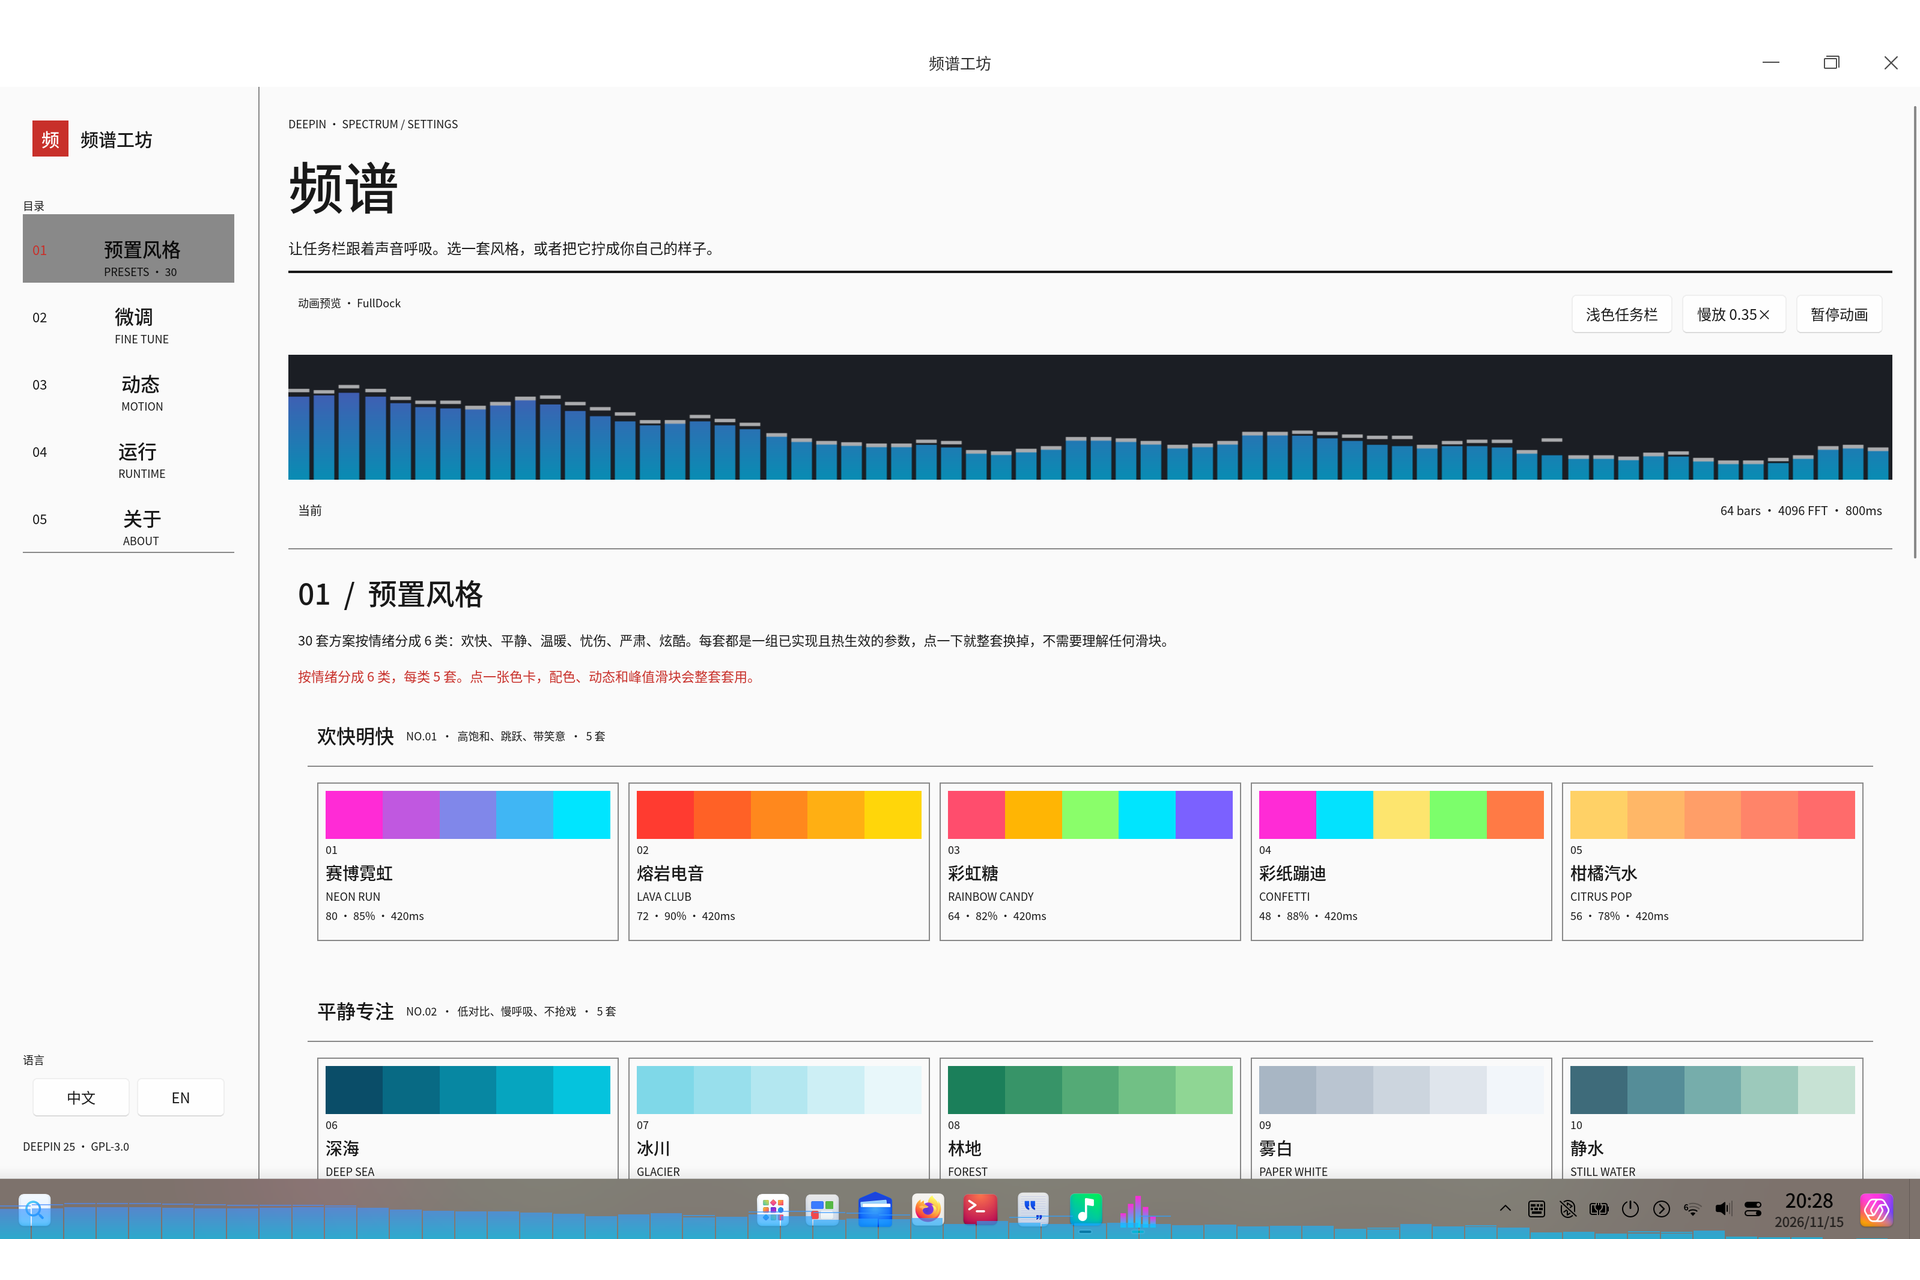 频谱工坊
频 频谱工坊
目录
01 预置风格
PRESETS · 30
02 微调
FINE TUNE
03 动态
MOTION
04 运行
RUNTIME
05 关于
ABOUT
语言
中文 EN
DEEPIN 25 · GPL-3.0
DEEPIN · SPECTRUM / SETTINGS
频谱
让任务栏跟着声音呼吸。选一套风格，或者把它拧成你自己的样子。
动画预览 · FullDock
浅色任务栏 慢放 0.35× 暂停动画
当前
64 bars · 4096 FFT · 800ms
01 / 预置风格
30 套方案按情绪分成 6 类：欢快、平静、温暖、忧伤、严肃、炫酷。每套都是一组已实现且热生效的参数，点一下就整套换掉，不需要理解任何滑块。
按情绪分成 6 类，每类 5 套。点一张色卡，配色、动态和峰值滑块会整套套用。
欢快明快 NO.01 · 高饱和、跳跃、带笑意 · 5 套
01
赛博霓虹
NEON RUN
80 · 85% · 420ms
02
熔岩电音
LAVA CLUB
72 · 90% · 420ms
03
彩虹糖
RAINBOW CANDY
64 · 82% · 420ms
04
彩纸蹦迪
CONFETTI
48 · 88% · 420ms
05
柑橘汽水
CITRUS POP
56 · 78% · 420ms
平静专注 NO.02 · 低对比、慢呼吸、不抢戏 · 5 套
06
深海
DEEP SEA
07
冰川
GLACIER
08
林地
FOREST
09
雾白
PAPER WHITE
10
静水
STILL WATER
20:28
2026/11/15